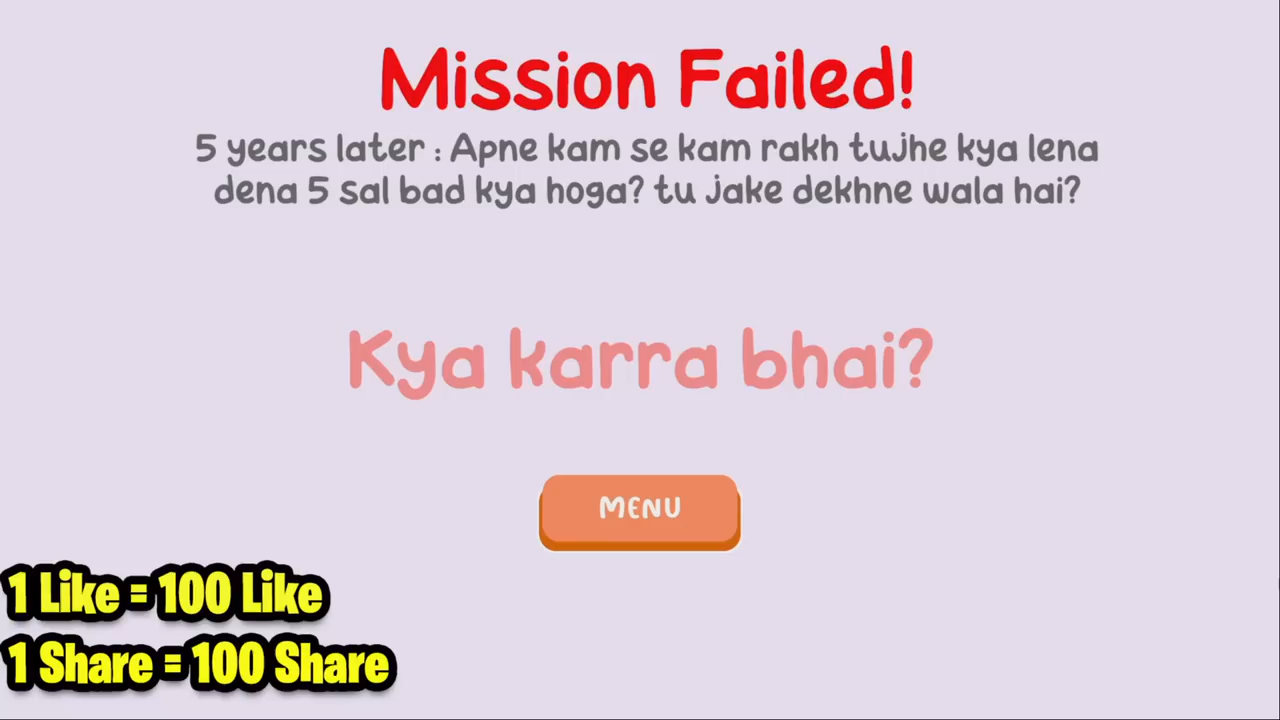 Mission Failed!
5 years later : Apne kam se kam rakh tujhe kya lena
dena 5 sal bad kya hoga? tu jake dekhne wala hai?
Kya karra bhai?
MENU
1 Like = 100 Like
1 Share = 100 Share